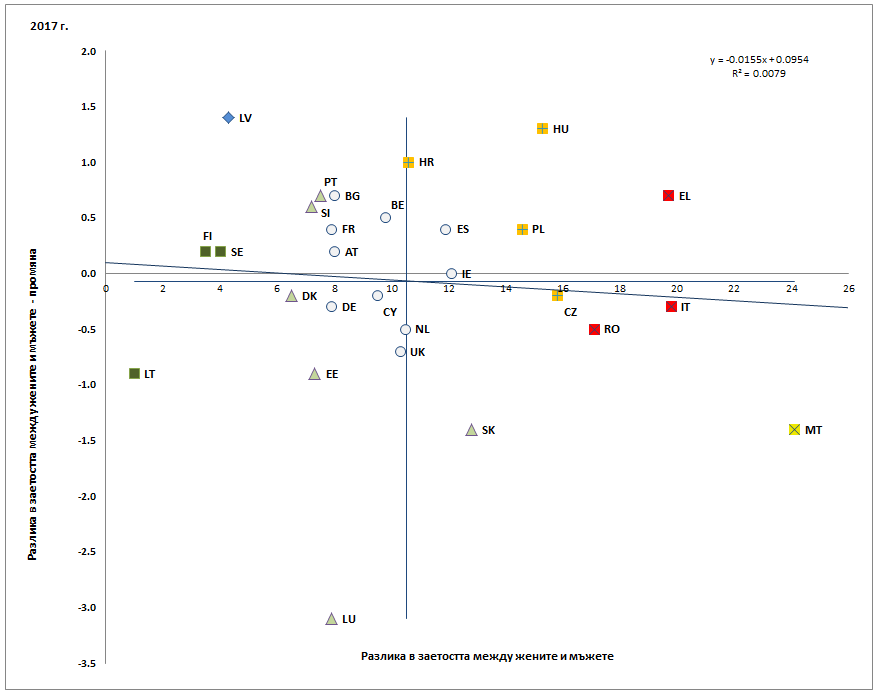 2017 г.
2.0
y = -0.0155x + 0.0954
R² = 0.0079
1.5
LV
HU
1.0
HR
PT
BG
EL
SI
BE
0.5
FR
ES
PL
FI
SE
AT
0.0
IE
0 2 4 6 8 10 12 14 16 18 20 22 24 26
DK
DE
CY
CZ
IT
-0.5
NL
RO
UK
-1.0
LT
EE
-1.5
SK
MT
-2.0
-2.5
-3.0
LU
-3.5
Разлика в заетостта между жените и мъжете - промяна
Разлика в заетостта между жените и мъжете